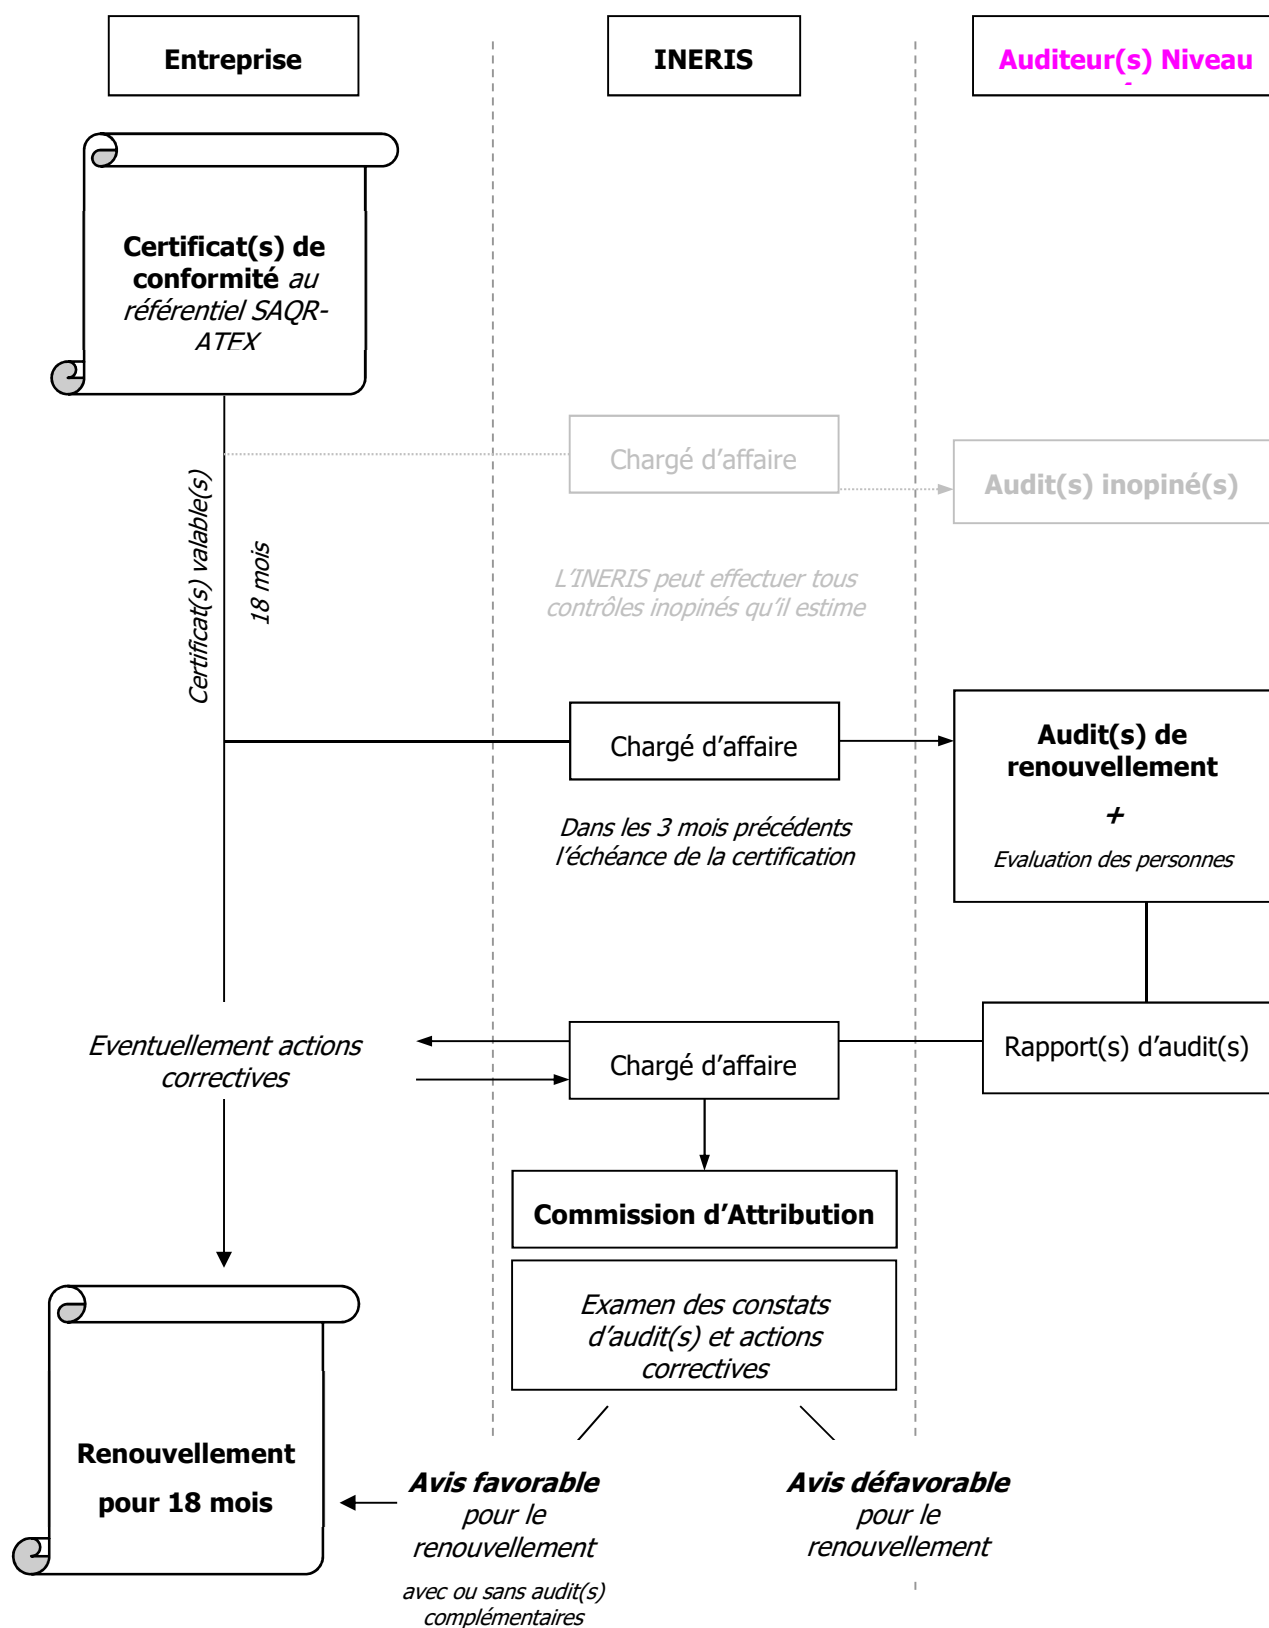 Entreprise
INERIS
Auditeur(s) Niveau
Certificat(s) de
conformité au
référentiel SAQR-
ATEX
Certificat(s) valable(s)
18 mois
Chargé d'affaire
Audit(s) inopiné(s)
L'INERIS peut effectuer tous
contrôles inopinés qu'il estime
Chargé d'affaire
Audit(s) de
renouvellement
+
Evaluation des personnes
Dans les 3 mois précédents
l'échéance de la certification
Eventuellement actions
correctives
Chargé d'affaire
Rapport(s) d'audit(s)
Commission d'Attribution
Examen des constats
d'audit(s) et actions
correctives
Renouvellement
pour 18 mois
Avis favorable
pour le
renouvellement
avec ou sans audit(s)
complémentaires
Avis défavorable
pour le
renouvellement